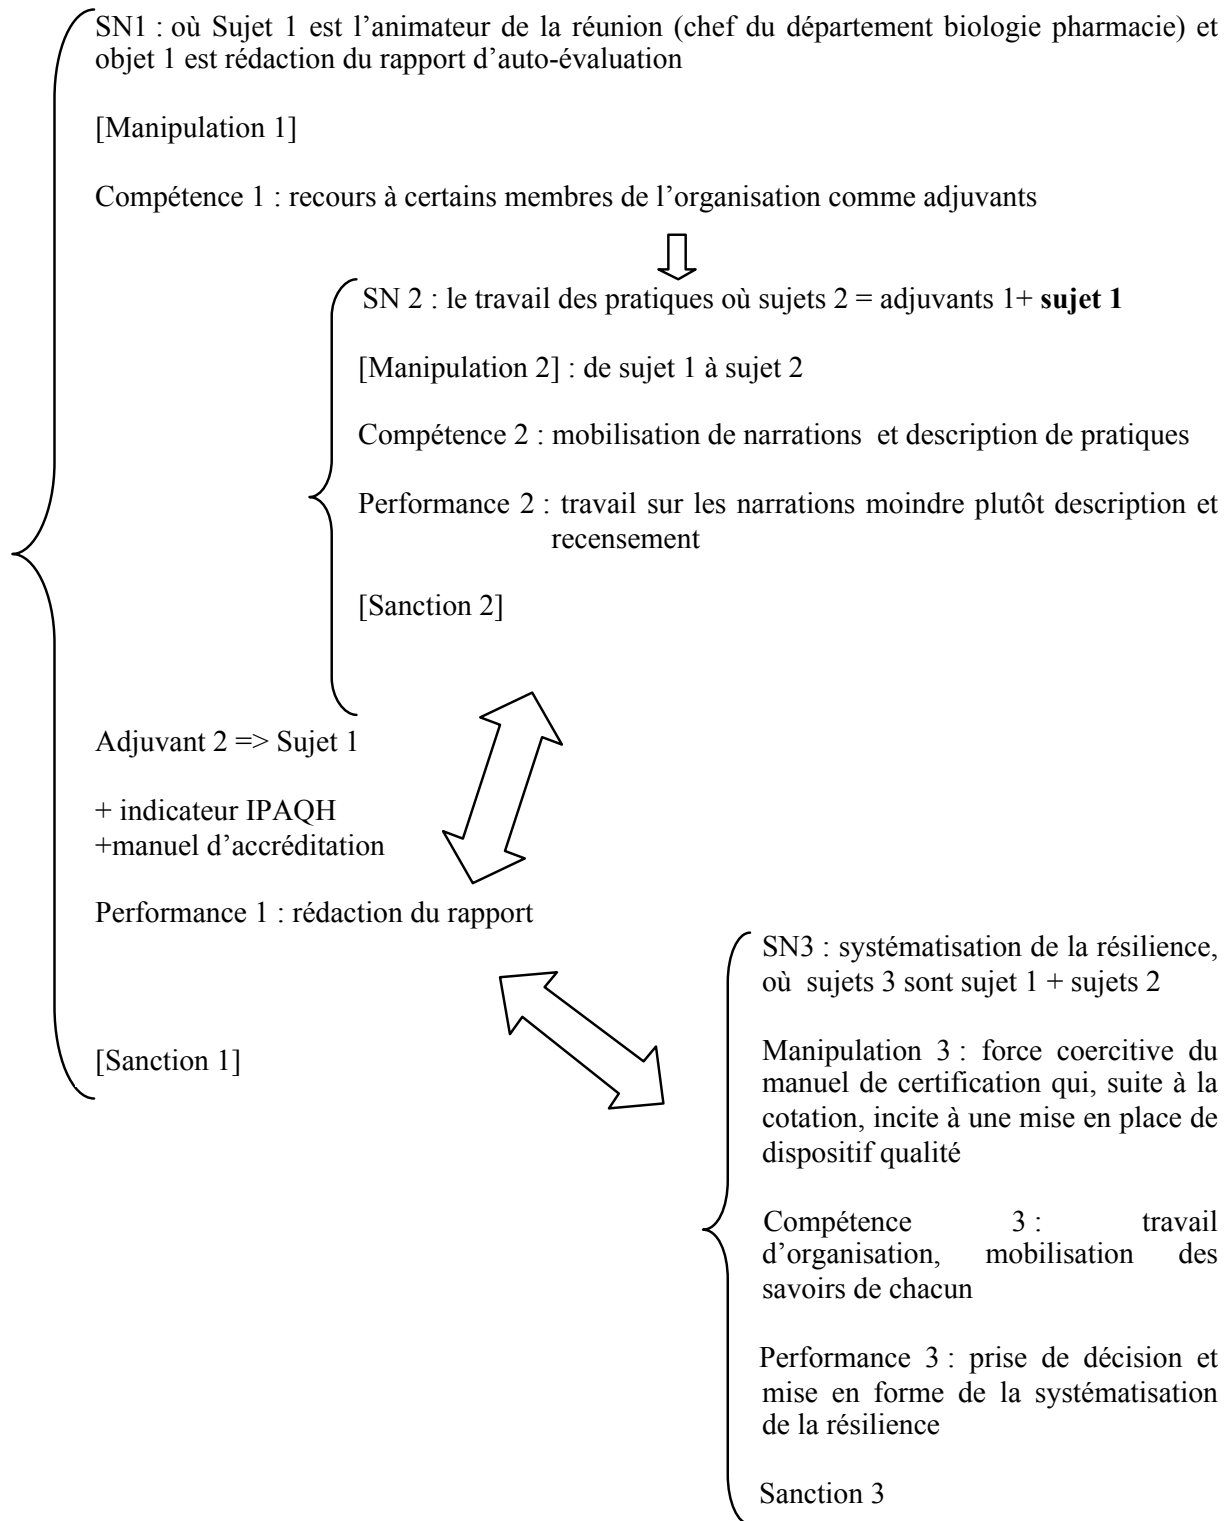 SN1 : où Sujet 1 est l’animateur de la réunion (chef du département biologie pharmacie) et
objet 1 est rédaction du rapport d’auto-évaluation
[Manipulation 1]
Compétence 1 : recours à certains membres de l’organisation comme adjuvants
SN 2 : le travail des pratiques où sujets 2 = adjuvants 1+ sujet 1
[Manipulation 2] : de sujet 1 à sujet 2
Compétence 2 : mobilisation de narrations et description de pratiques
Performance 2 : travail sur les narrations moindre plutôt description et
recensement
[Sanction 2]
Adjuvant 2 => Sujet 1
+ indicateur IPAQH
+manuel d’accréditation
Performance 1 : rédaction du rapport
[Sanction 1]
SN3 : systématisation de la résilience,
où sujets 3 sont sujet 1 + sujets 2
Manipulation 3 : force coercitive du
manuel de certification qui, suite à la
cotation, incite à une mise en place de
dispositif qualité
Compétence 3 : travail
d’organisation, mobilisation des
savoirs de chacun
Performance 3 : prise de décision et
mise en forme de la systématisation
de la résilience
Sanction 3